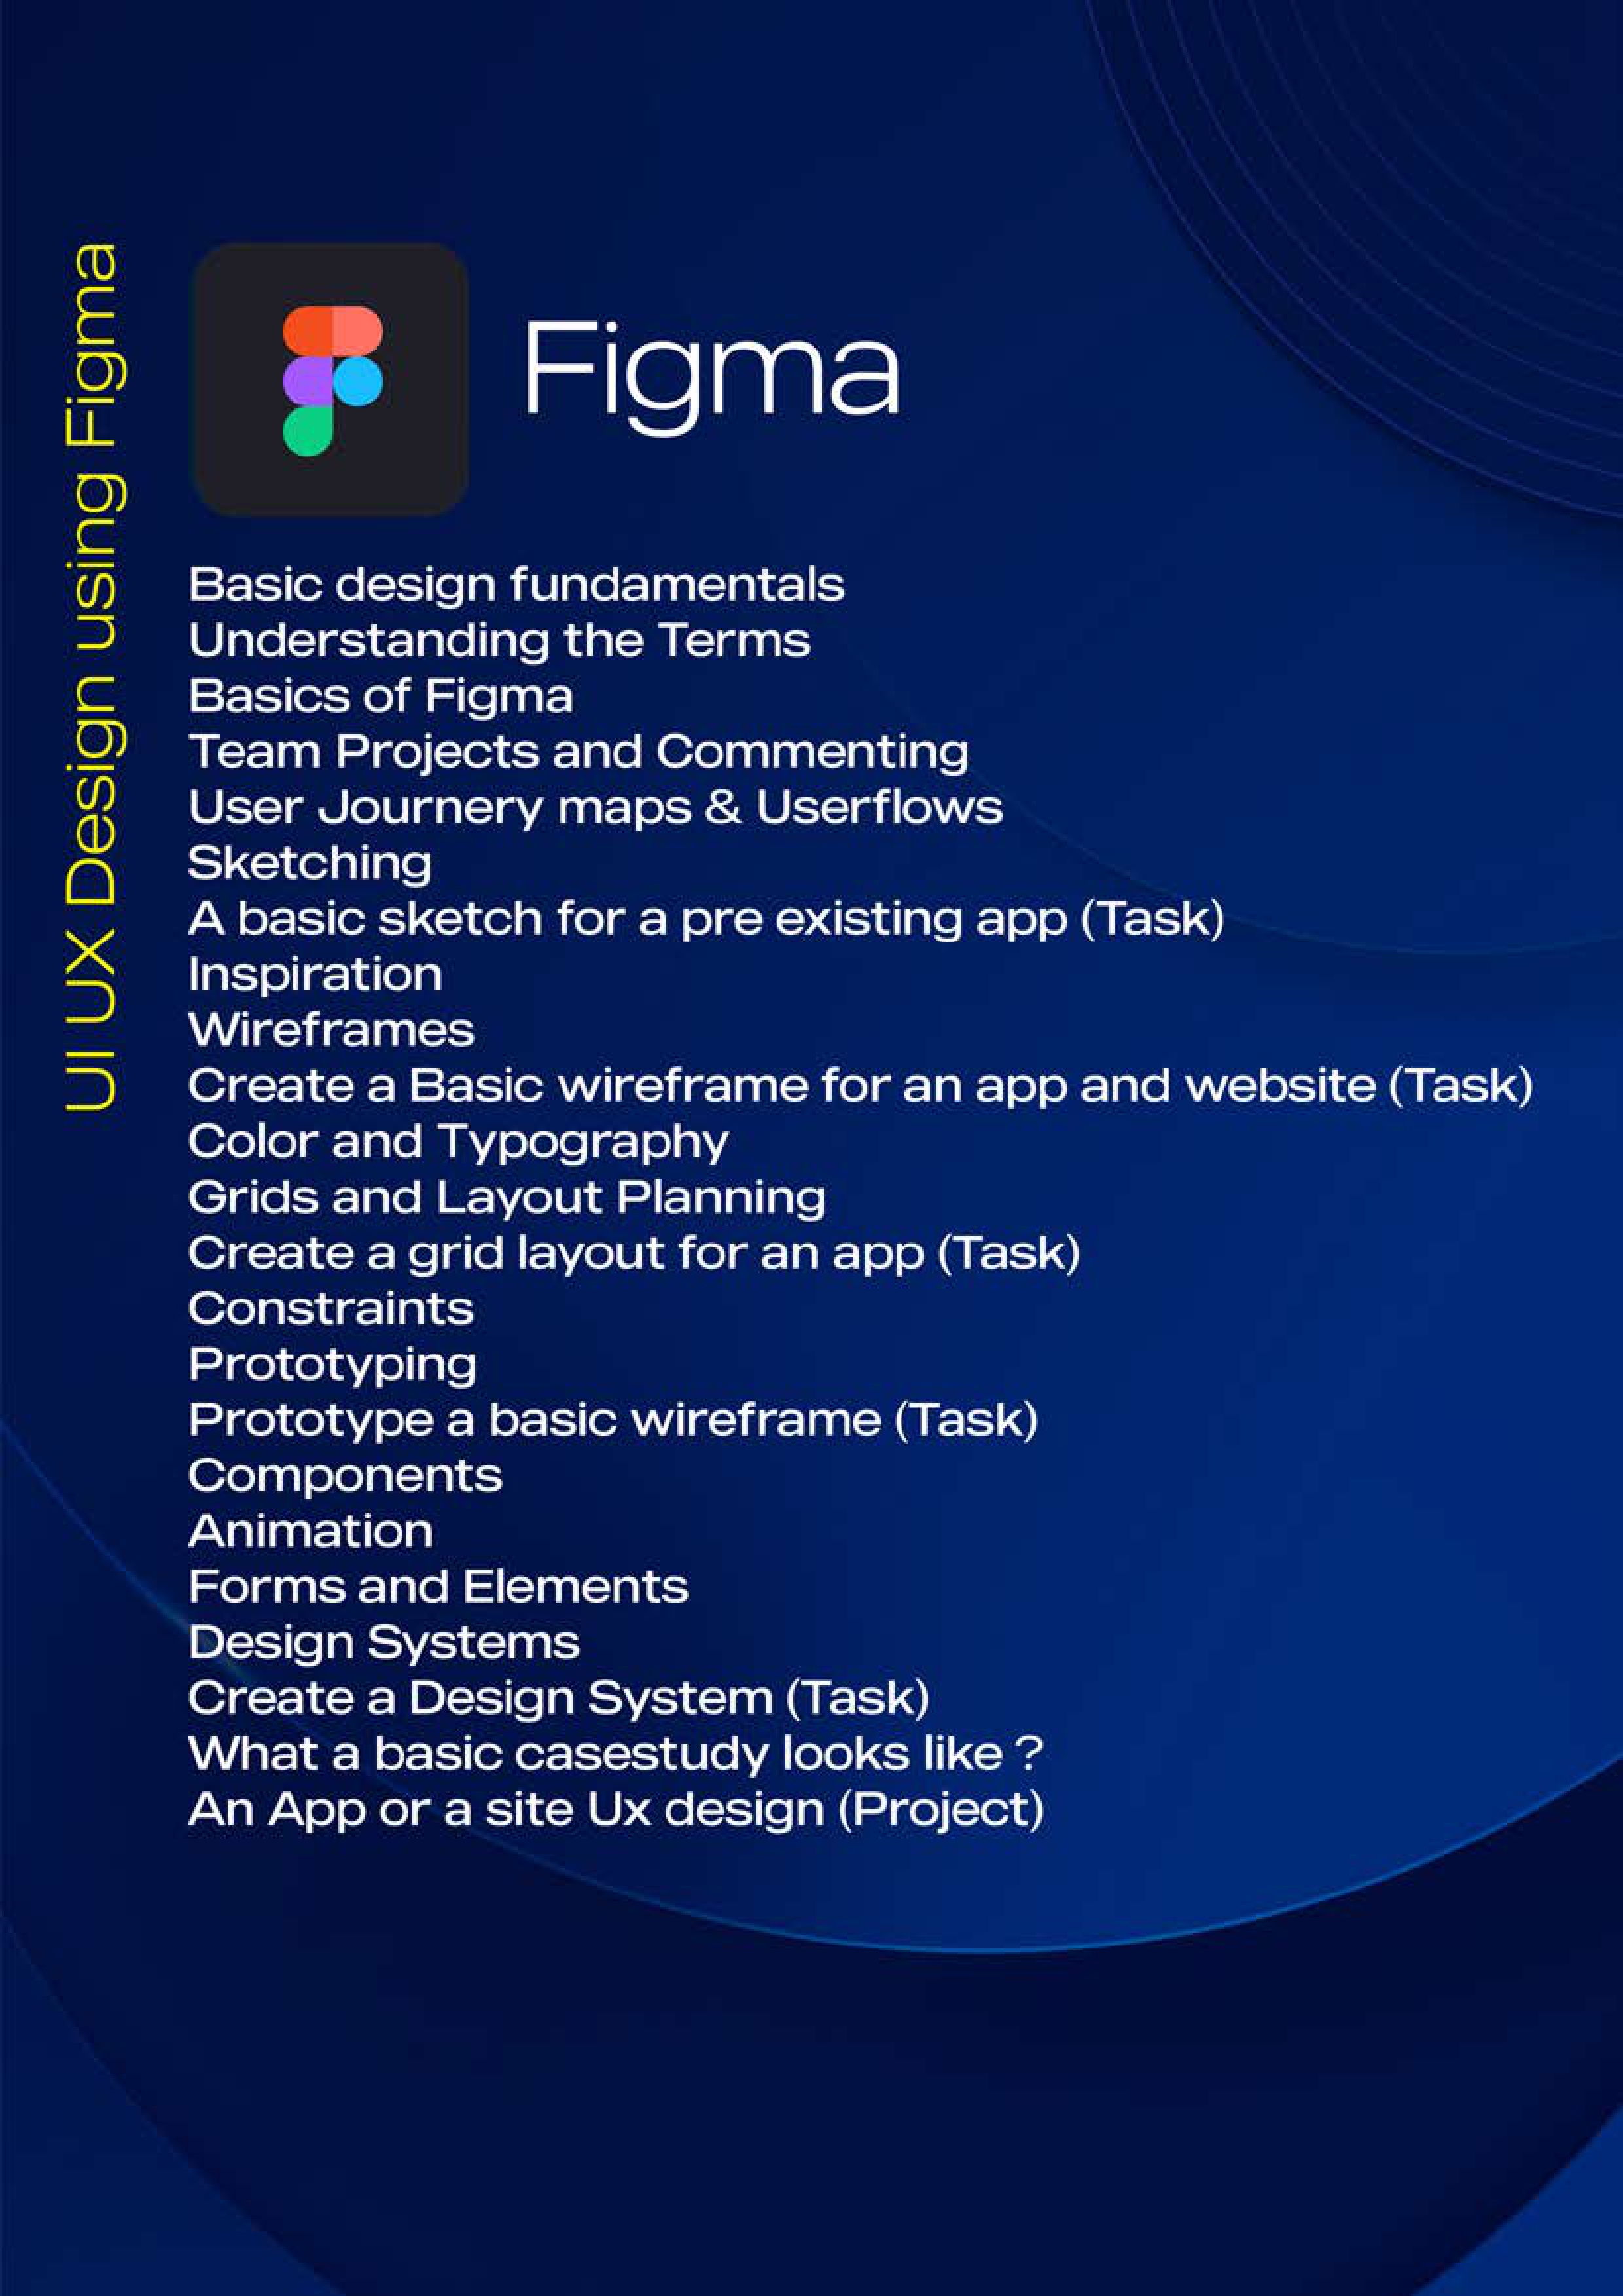 UI UX Design using Figma
Figma
Basic design fundamentals
Understanding the Terms
Basics of Figma
Team Projects and Commenting
User Journery maps & Userflows
Sketching
A basic sketch for a pre existing app (Task)
Inspiration
Wireframes
Create a Basic wireframe for an app and website (Task)
Color and Typography
Grids and Layout Planning
Create a grid layout for an app (Task)
Constraints
Prototyping
Prototype a basic wireframe (Task)
Components
Animation
Forms and Elements
Design Systems
Create a Design System (Task)
What a basic casestudy looks like ?
An App or a site Ux design (Project)